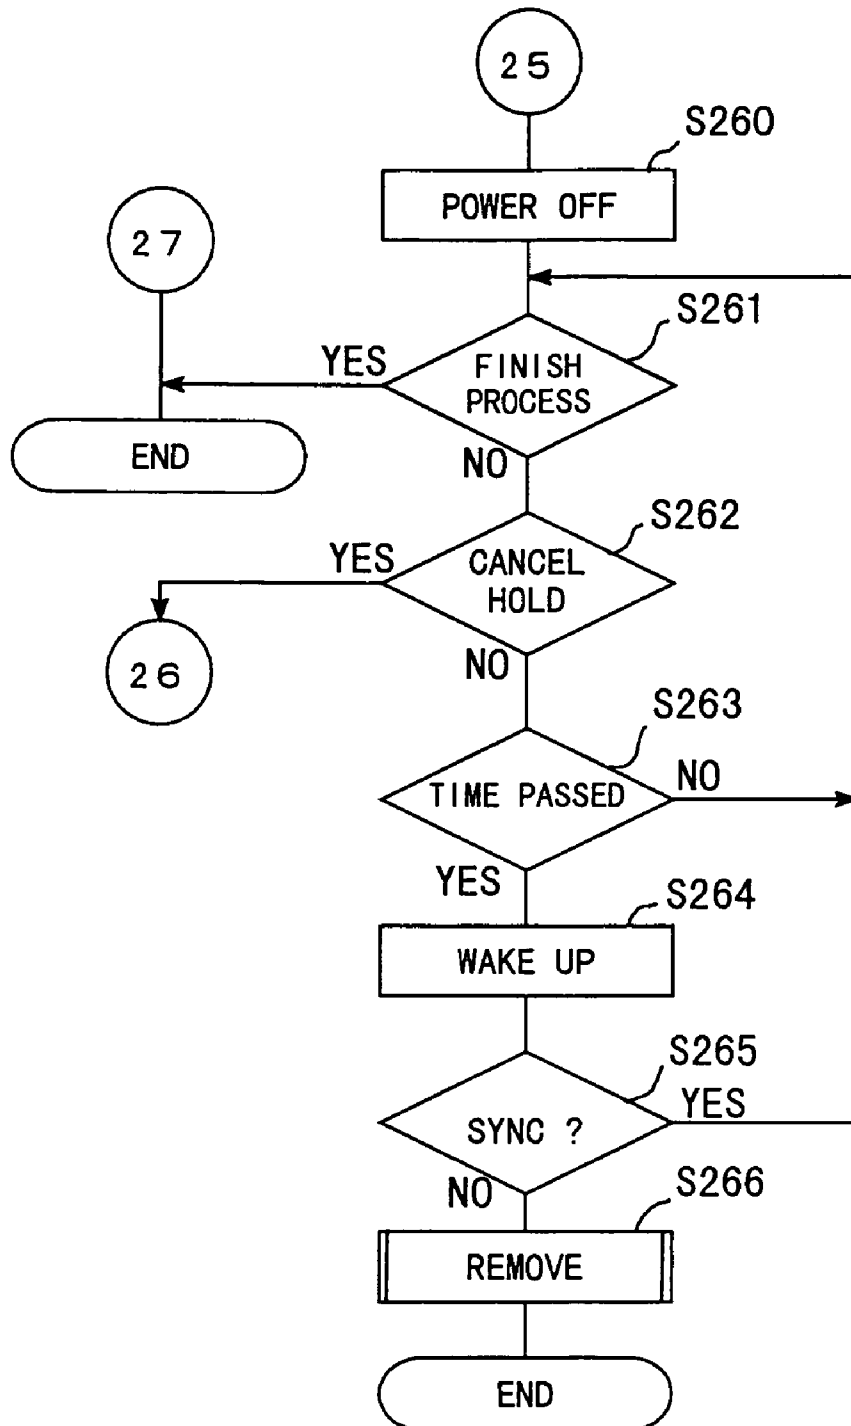 25
S260
POWER OFF
27
S261
YES
FINISH
PROCESS
END
NO
S262
YES
CANCEL
HOLD
26
NO
S263
TIME PASSED
NO
YES
S264
WAKE UP
S265
YES
SYNC ?
NO
S266
REMOVE
END